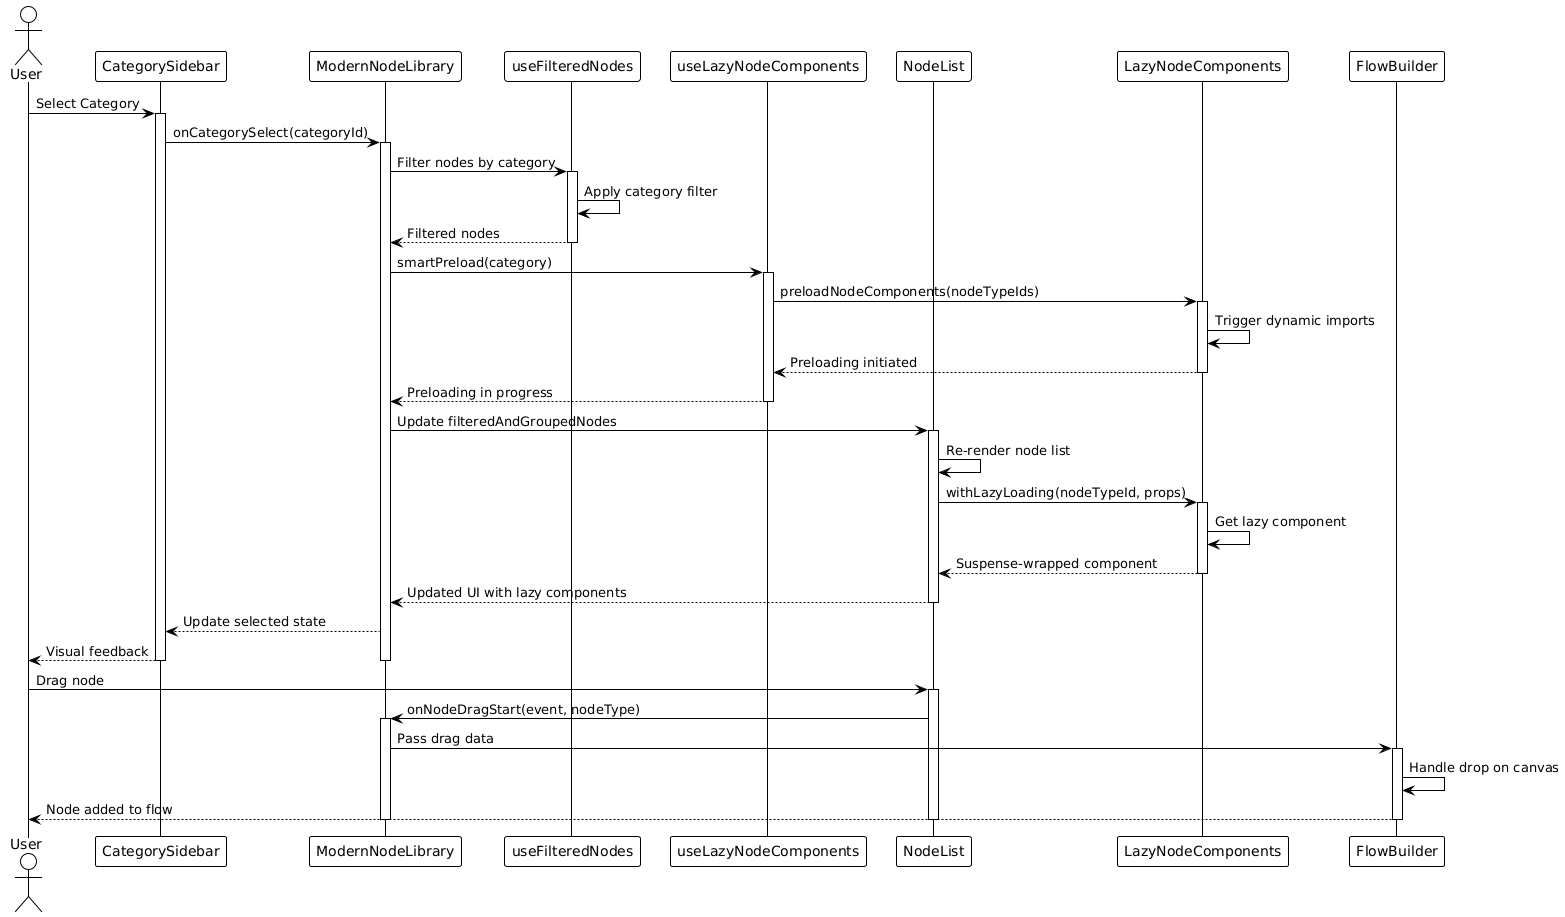 User
CategorySidebar
ModernNodeLibrary
useFilteredNodes
useLazyNodeComponents
NodeList
LazyNodeComponents
FlowBuilder
Select Category
onCategorySelect(categoryId)
Filter nodes by category
Apply category filter
Filtered nodes
smartPreload(category)
preloadNodeComponents(nodeTypeIds)
Trigger dynamic imports
Preloading initiated
Preloading in progress
Update filteredAndGroupedNodes
Re-render node list
withLazyLoading(nodeTypeId, props)
Get lazy component
Suspense-wrapped component
Updated UI with lazy components
Update selected state
Visual feedback
Drag node
onNodeDragStart(event, nodeType)
Pass drag data
Handle drop on canvas
Node added to flow
User
CategorySidebar
ModernNodeLibrary
useFilteredNodes
useLazyNodeComponents
NodeList
LazyNodeComponents
FlowBuilder